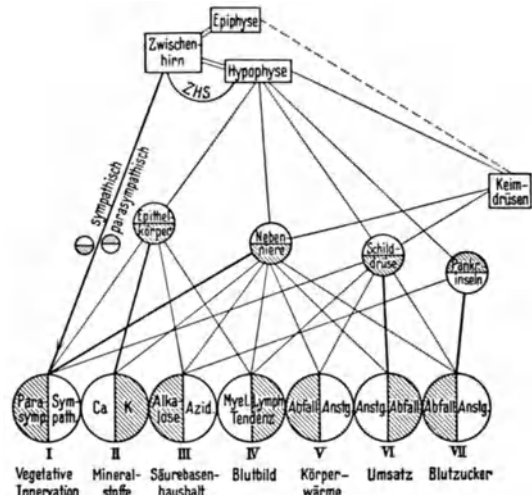 Epiphyse
Zwischen-
hirn
Hypophyse
ZHS
sympathisch
parasympathisch
Keim-
drüsen
Epithel-
körper
Neben-
niere
Schild-
drüse
Pankr.
inseln
Para-
symp.
Sym-
path.
Ca
K
Alka-
lose
Azid.
Myel.
Lymph.
Tendenz
Abfall
Anstg.
Anstg.
Abfall
Abfall
Anstg.
I
II
III
IV
V
VI
VII
Vegetative
Innervation
Mineral-
stoffe
Säurebasen-
haushalt
Blutbild
Körper-
wärme
Umsatz
Blutzucker